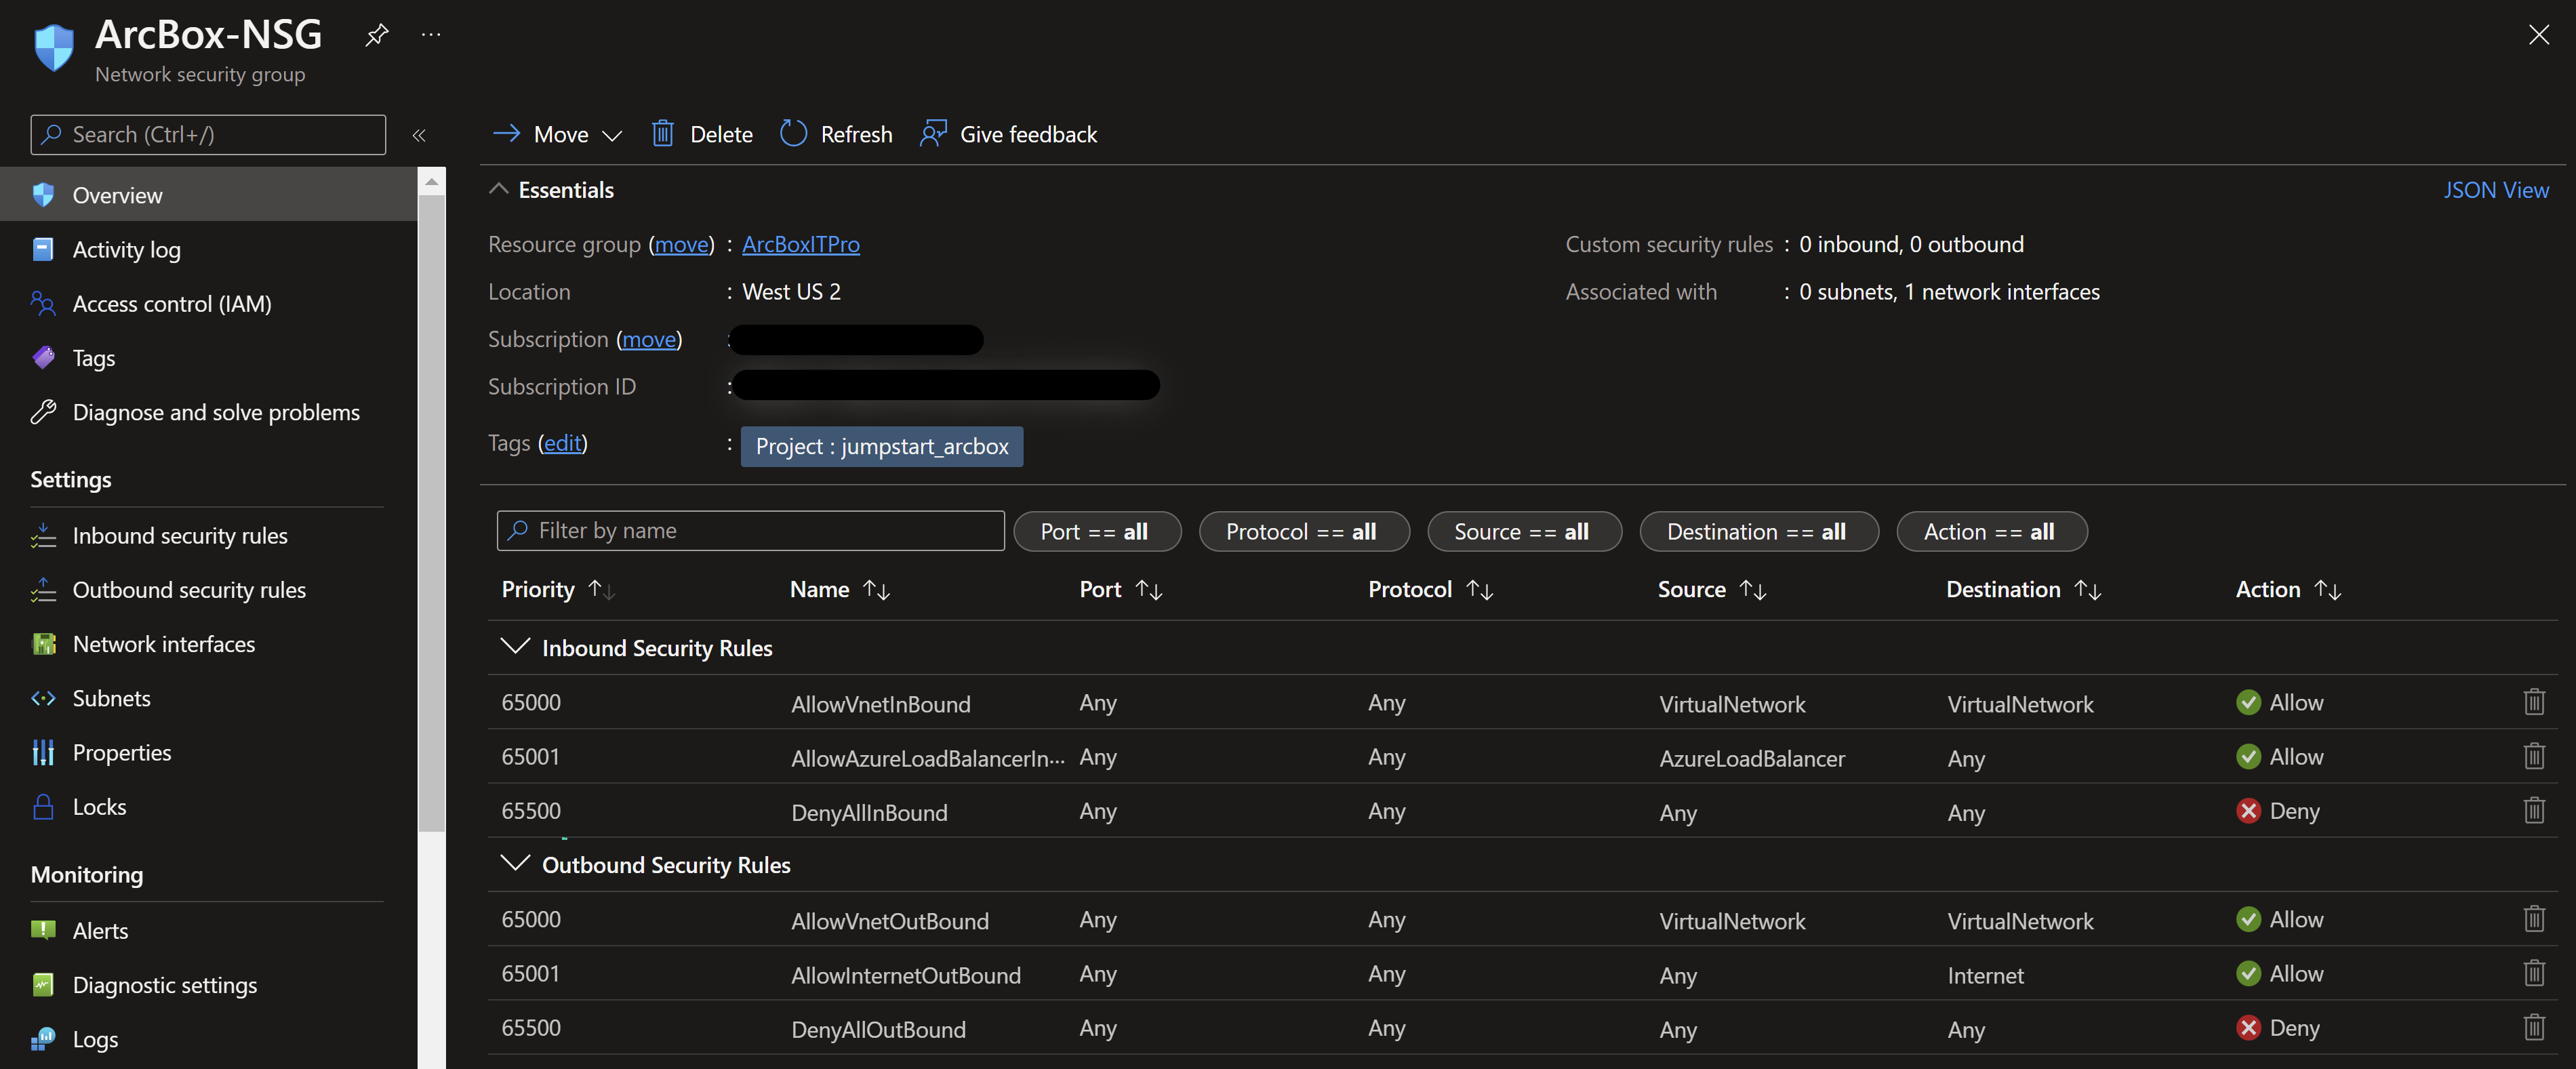 ArcBox-NSG
Network security group
Search (Ctrl+/)
Overview
Activity log
Access control (IAM)
Tags
Diagnose and solve problems
Settings
Inbound security rules
Outbound security rules
Network interfaces
Subnets
Properties
Locks
Monitoring
Alerts
Diagnostic settings
Logs
Move Delete Refresh Give feedback
Essentials JSON View
Resource group (move) : ArcBoxITPro Custom security rules : 0 inbound, 0 outbound
Location : West US 2 Associated with : 0 subnets, 1 network interfaces
Subscription (move) :
Subscription ID :
Tags (edit) : Project : jumpstart_arcbox
Filter by name Port == all Protocol == all Source == all Destination == all Action == all
Priority Name Port Protocol Source Destination Action
Inbound Security Rules
65000 AllowVnetInBound Any Any VirtualNetwork VirtualNetwork Allow
65001 AllowAzureLoadBalancerIn··· Any Any AzureLoadBalancer Any Allow
65500 DenyAllInBound Any Any Any Any Deny
Outbound Security Rules
65000 AllowVnetOutBound Any Any VirtualNetwork VirtualNetwork Allow
65001 AllowInternetOutBound Any Any Any Internet Allow
65500 DenyAllOutBound Any Any Any Any Deny